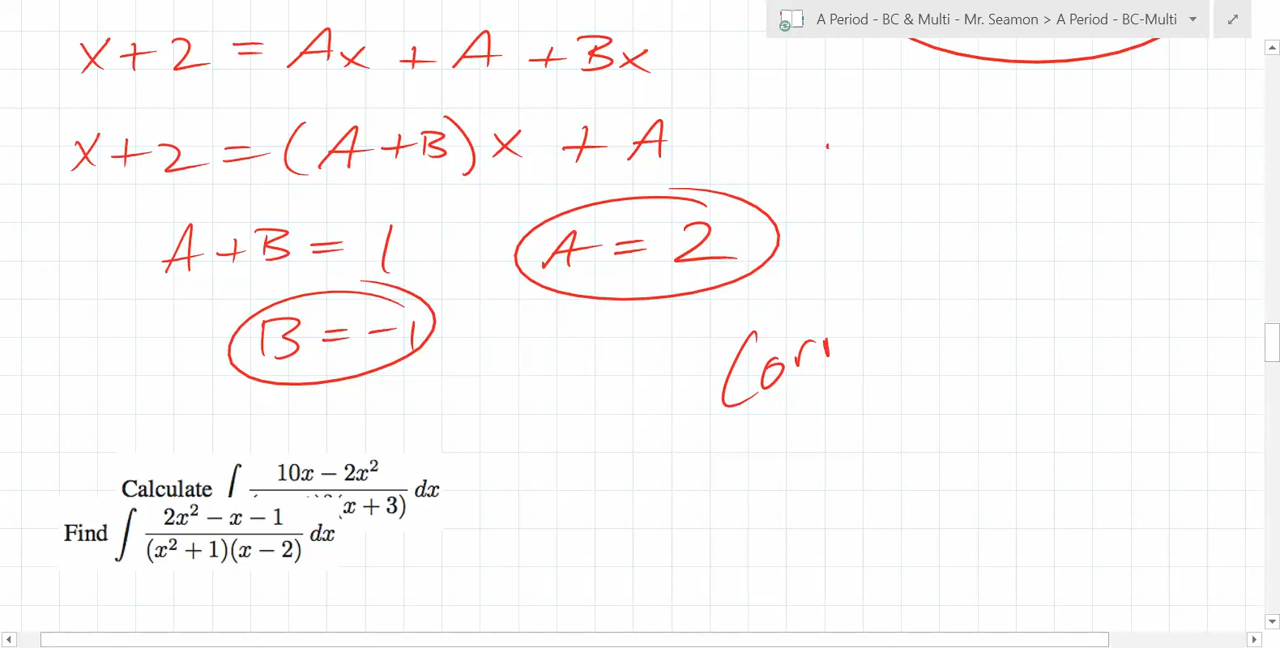 A Period - BC & Multi - Mr. Seamon > A Period - BC-Multi
x + 2 = Ax + A + Bx
x + 2 = (A + B) x + A
A + B = 1 A = 2
B = -1
Calculate ∫ 10x − 2x² / (x + 3) dx
Find ∫ 2x² − x − 1 / (x² + 1)(x − 2) dx